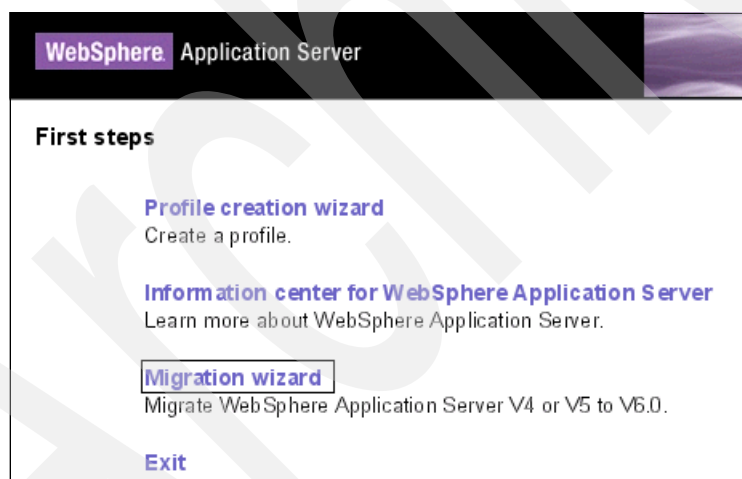 WebSphere. Application Server
First steps
Profile creation wizard
Create a profile.
Information center for WebSphere Application Server
Learn more about WebSphere Application Server.
Migration wizard
Migrate WebSphere Application Server V4 or V5 to V6.0.
Exit